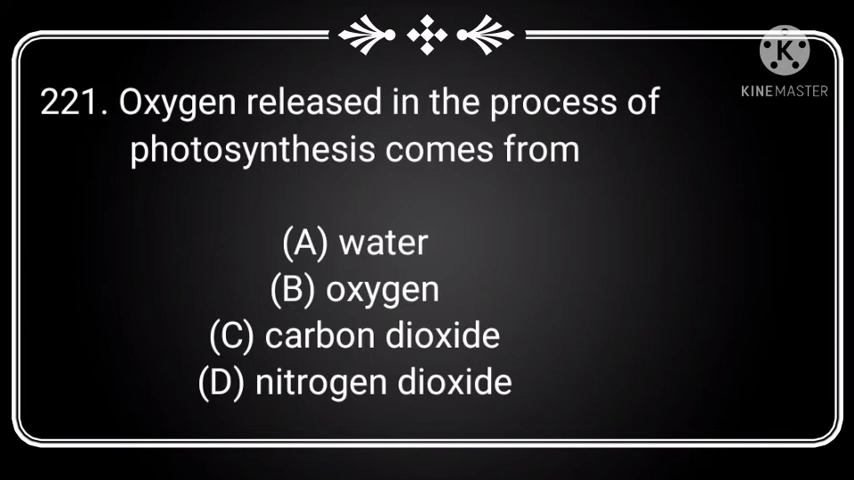 K
KINEMASTER
221. Oxygen released in the process of
photosynthesis comes from
(A) water
(B) oxygen
(C) carbon dioxide
(D) nitrogen dioxide